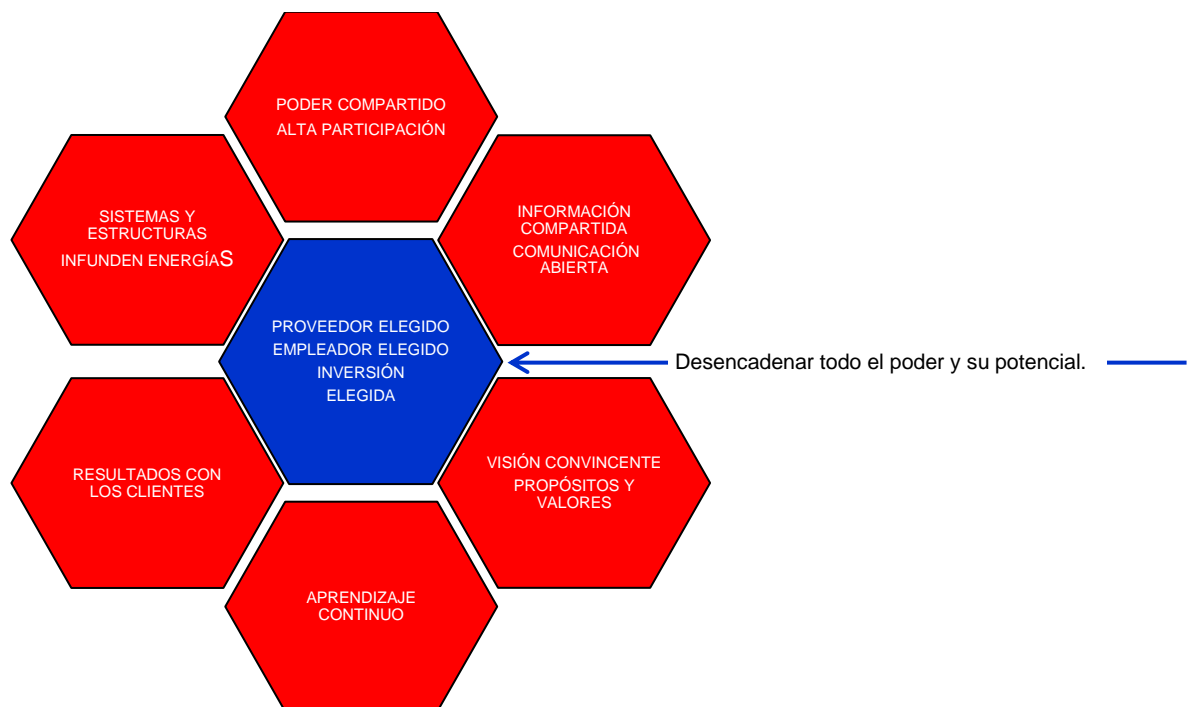 PODER COMPARTIDO
ALTA PARTICIPACIÓN
SISTEMAS Y
ESTRUCTURAS
INFUNDEN ENERGÍAS
INFORMACIÓN
COMPARTIDA
COMUNICACIÓN
ABIERTA
PROVEEDOR ELEGIDO
EMPLEADOR ELEGIDO
INVERSIÓN
ELEGIDA
Desencadenar todo el poder y su potencial.
RESULTADOS CON
LOS CLIENTES
VISIÓN CONVINCENTE
PROPÓSITOS Y
VALORES
APRENDIZAJE
CONTINUO